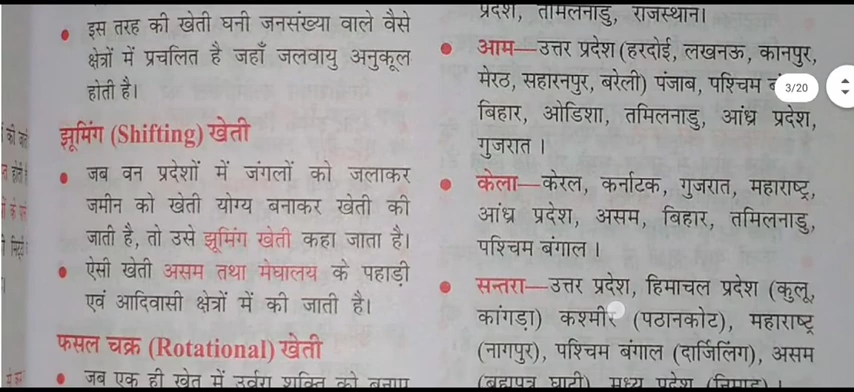 इस तरह की खेती घनी जनसंख्या वाले वैसे
क्षेत्रों में प्रचलित है जहाँ जलवायु अनुकूल
होती है।
झूमिंग (Shifting) खेती
जब वन प्रदेशों में जंगलों को जलाकर
जमीन को खेती योग्य बनाकर खेती की
जाती है, तो उसे झूमिंग खेती कहा जाता है।
ऐसी खेती असम तथा मेघालय के पहाड़ी
एवं आदिवासी क्षेत्रों में की जाती है।
फसल चक्र (Rotational) खेती
जब एक ही खेत में उर्वरा शक्ति को बनाए
प्रदेश, तमिलनाडु, राजस्थान।
आम—उत्तर प्रदेश (हरदोई, लखनऊ, कानपुर,
मेरठ, सहारनपुर, बरेली) पंजाब, पश्चिम
बिहार, ओडिशा, तमिलनाडु, आंध्र प्रदेश,
गुजरात ।
केला—केरल, कर्नाटक, गुजरात, महाराष्ट्र,
आंध्र प्रदेश, असम, बिहार, तमिलनाडु,
पश्चिम बंगाल ।
सन्तरा—उत्तर प्रदेश, हिमाचल प्रदेश (कुलू,
कांगड़ा) कश्मीर (पठानकोट), महाराष्ट्र
(नागपुर), पश्चिम बंगाल (दार्जिलिंग), असम
(ब्रह्मपुत्र घाटी) मध्य प्रदेश (निमाड़)
3/20